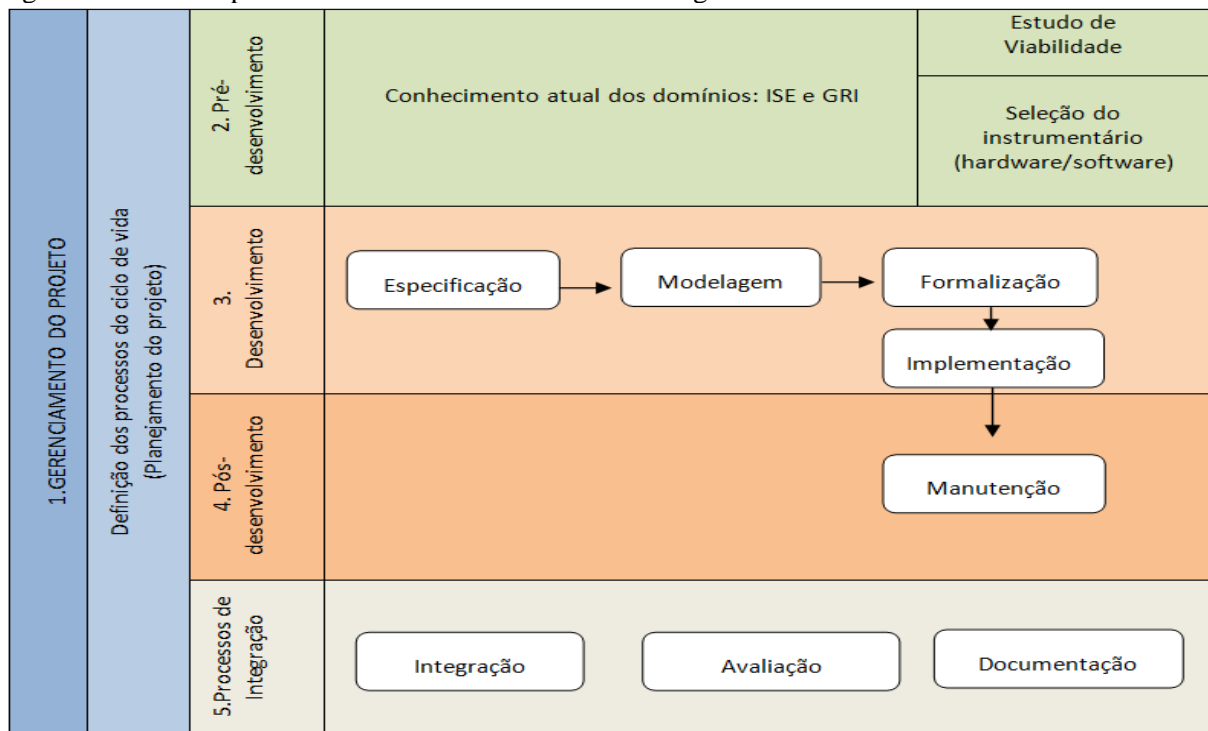 1.GERENCIAMENTO DO PROJETO
Definição dos processos do ciclo de vida
(Planejamento do projeto)
2. Pré-
desenvolvimento
Conhecimento atual dos domínios: ISE e GRI
Estudo de
Viabilidade
Seleção do
instrumentário
(hardware/software)
3.
Desenvolvimento
Especificação
Modelagem
Formalização
Implementação
4. Pós-
desenvolvimento
Manutenção
5.Processos de
Integração
Integração
Avaliação
Documentação